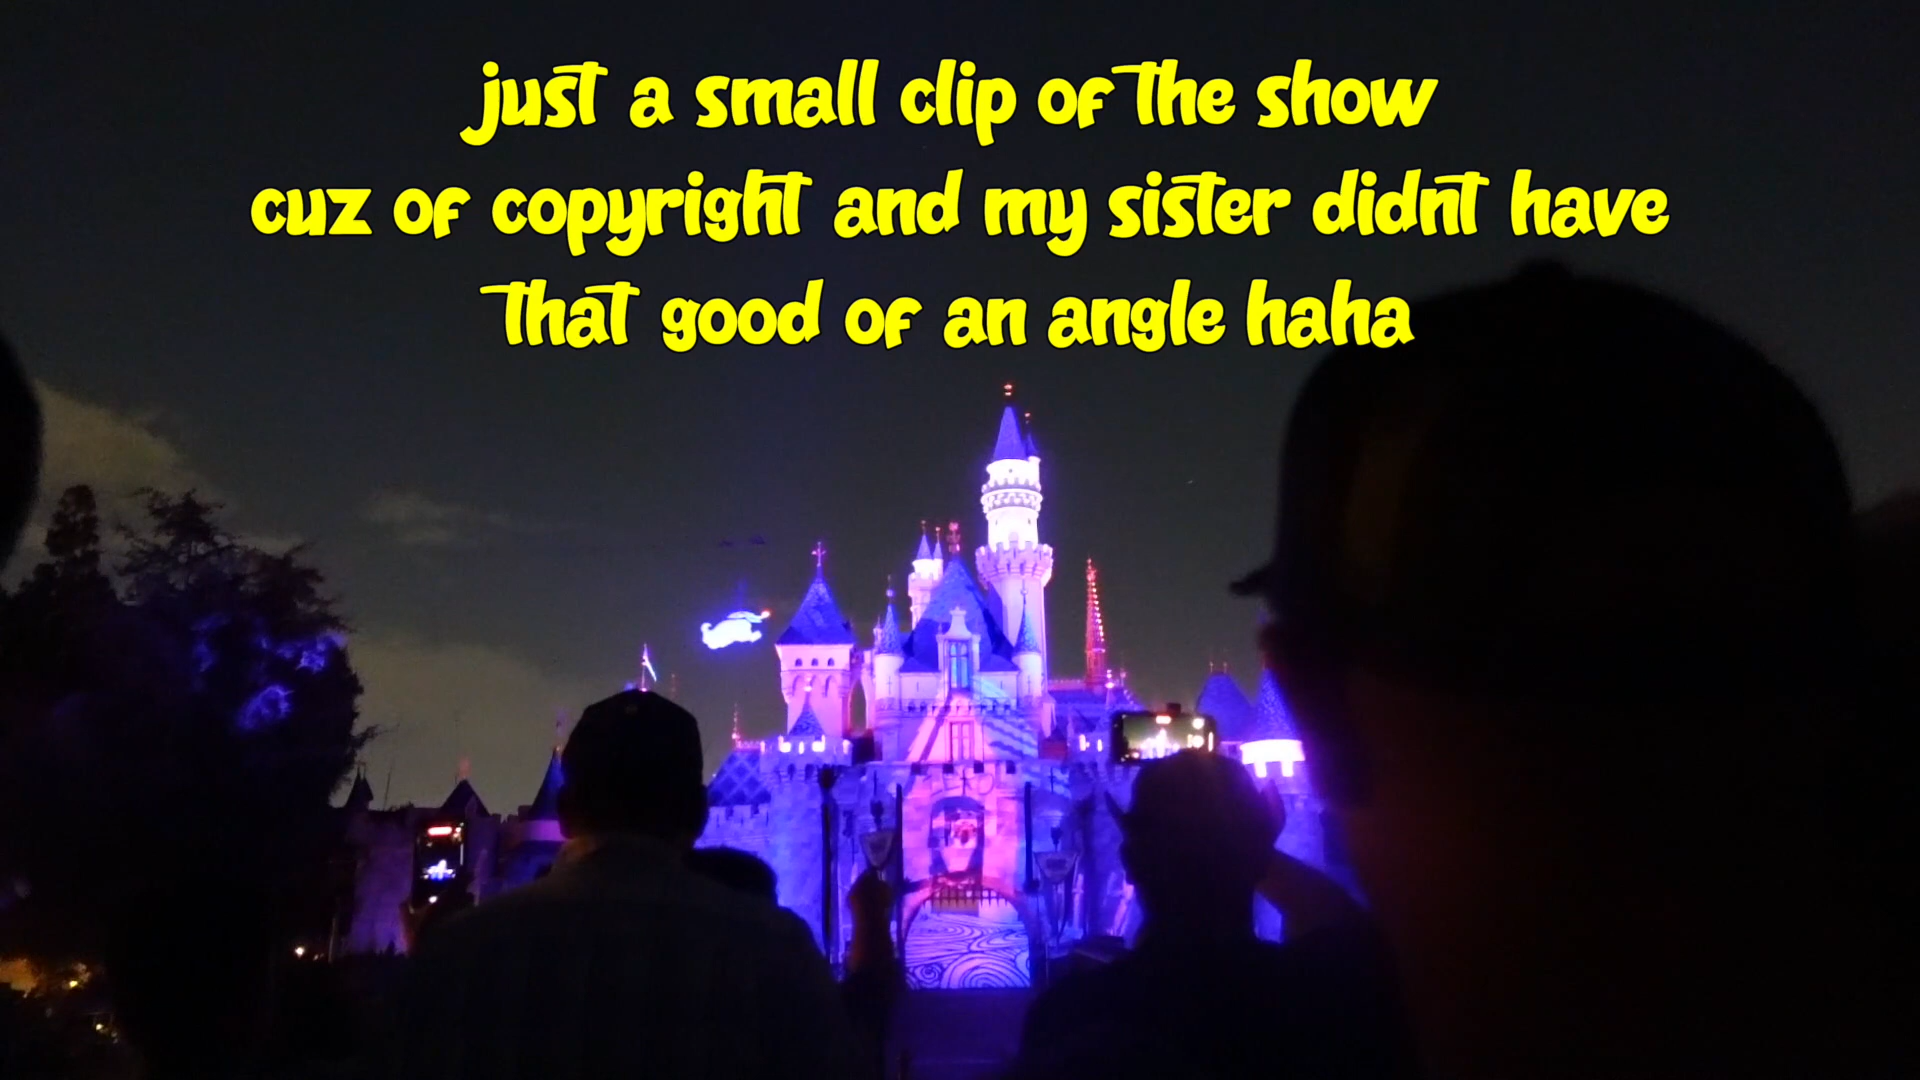 just a small clip of the show
cuz of copyright and my sister didnt have
that good of an angle haha